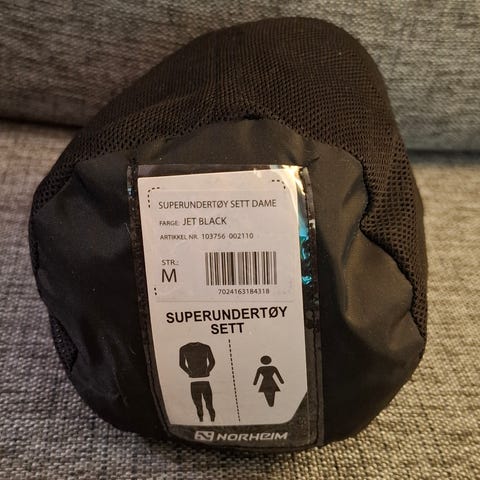 SUPERUNDERTØY SETT DAME
FARGE: JET BLACK
ARTIKKEL NR. 103756 002110
STR.:
M
7024163184318
SUPERUNDERTØY
SETT
NORHEIM